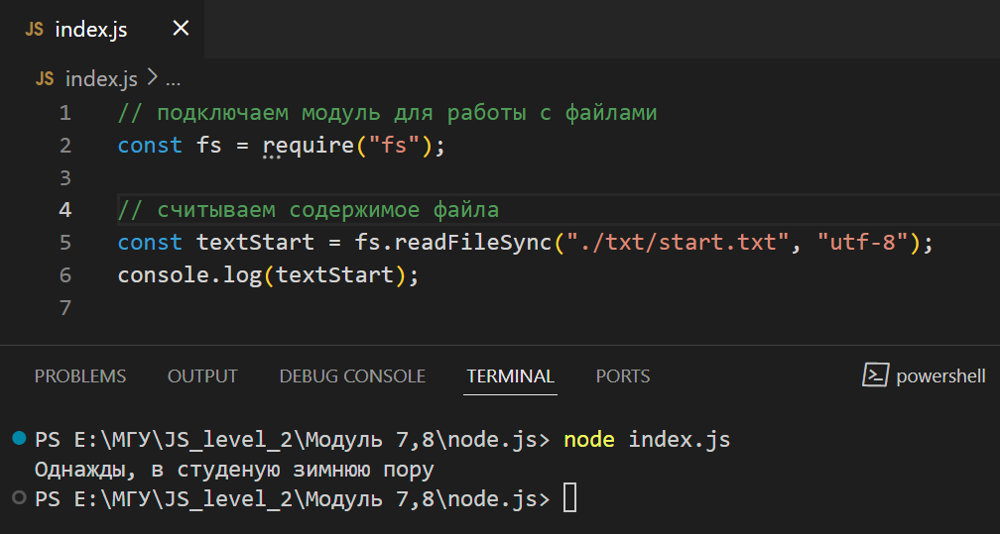 JS index.js ×
JS index.js > ...
1 // подключаем модуль для работы с файлами
2 const fs = require("fs");
3
4 // считываем содержимое файла
5 const textStart = fs.readFileSync("./txt/start.txt", "utf-8");
6 console.log(textStart);
7
PROBLEMS OUTPUT DEBUG CONSOLE TERMINAL PORTS powershell
PS E:\МГУ\JS_level_2\Модуль 7,8\node.js> node index.js
Однажды, в студеную зимнюю пору
PS E:\МГУ\JS_level_2\Модуль 7,8\node.js>